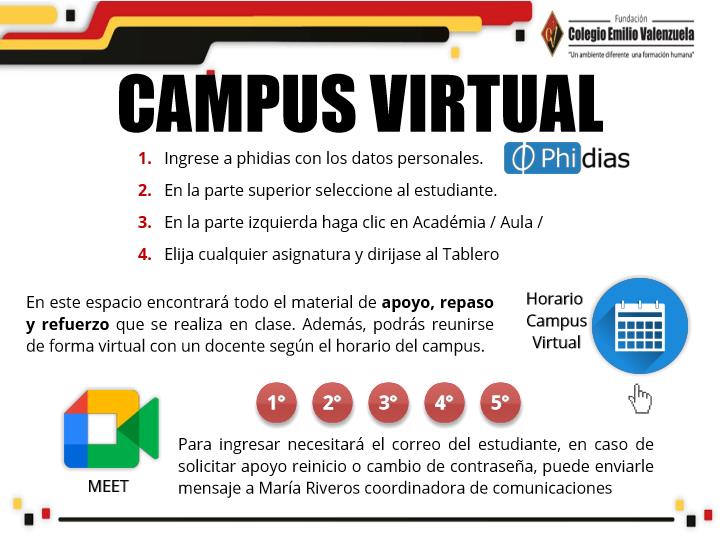 Fundación
Colegio Emilio Valenzuela
"Un ambiente diferente una formación humana"
CAMPUS VIRTUAL
1. Ingrese a phidias con los datos personales.
Phidias
2. En la parte superior seleccione al estudiante.
3. En la parte izquierda haga clic en Académia / Aula /
4. Elija cualquier asignatura y dirijase al Tablero
En este espacio encontrará todo el material de apoyo, repaso
y refuerzo que se realiza en clase. Además, podrás reunirse
de forma virtual con un docente según el horario del campus.
Horario
Campus
Virtual
1° 2° 3° 4° 5°
Para ingresar necesitará el correo del estudiante, en caso de
solicitar apoyo reinicio o cambio de contraseña, puede enviarle
mensaje a María Riveros coordinadora de comunicaciones
MEET